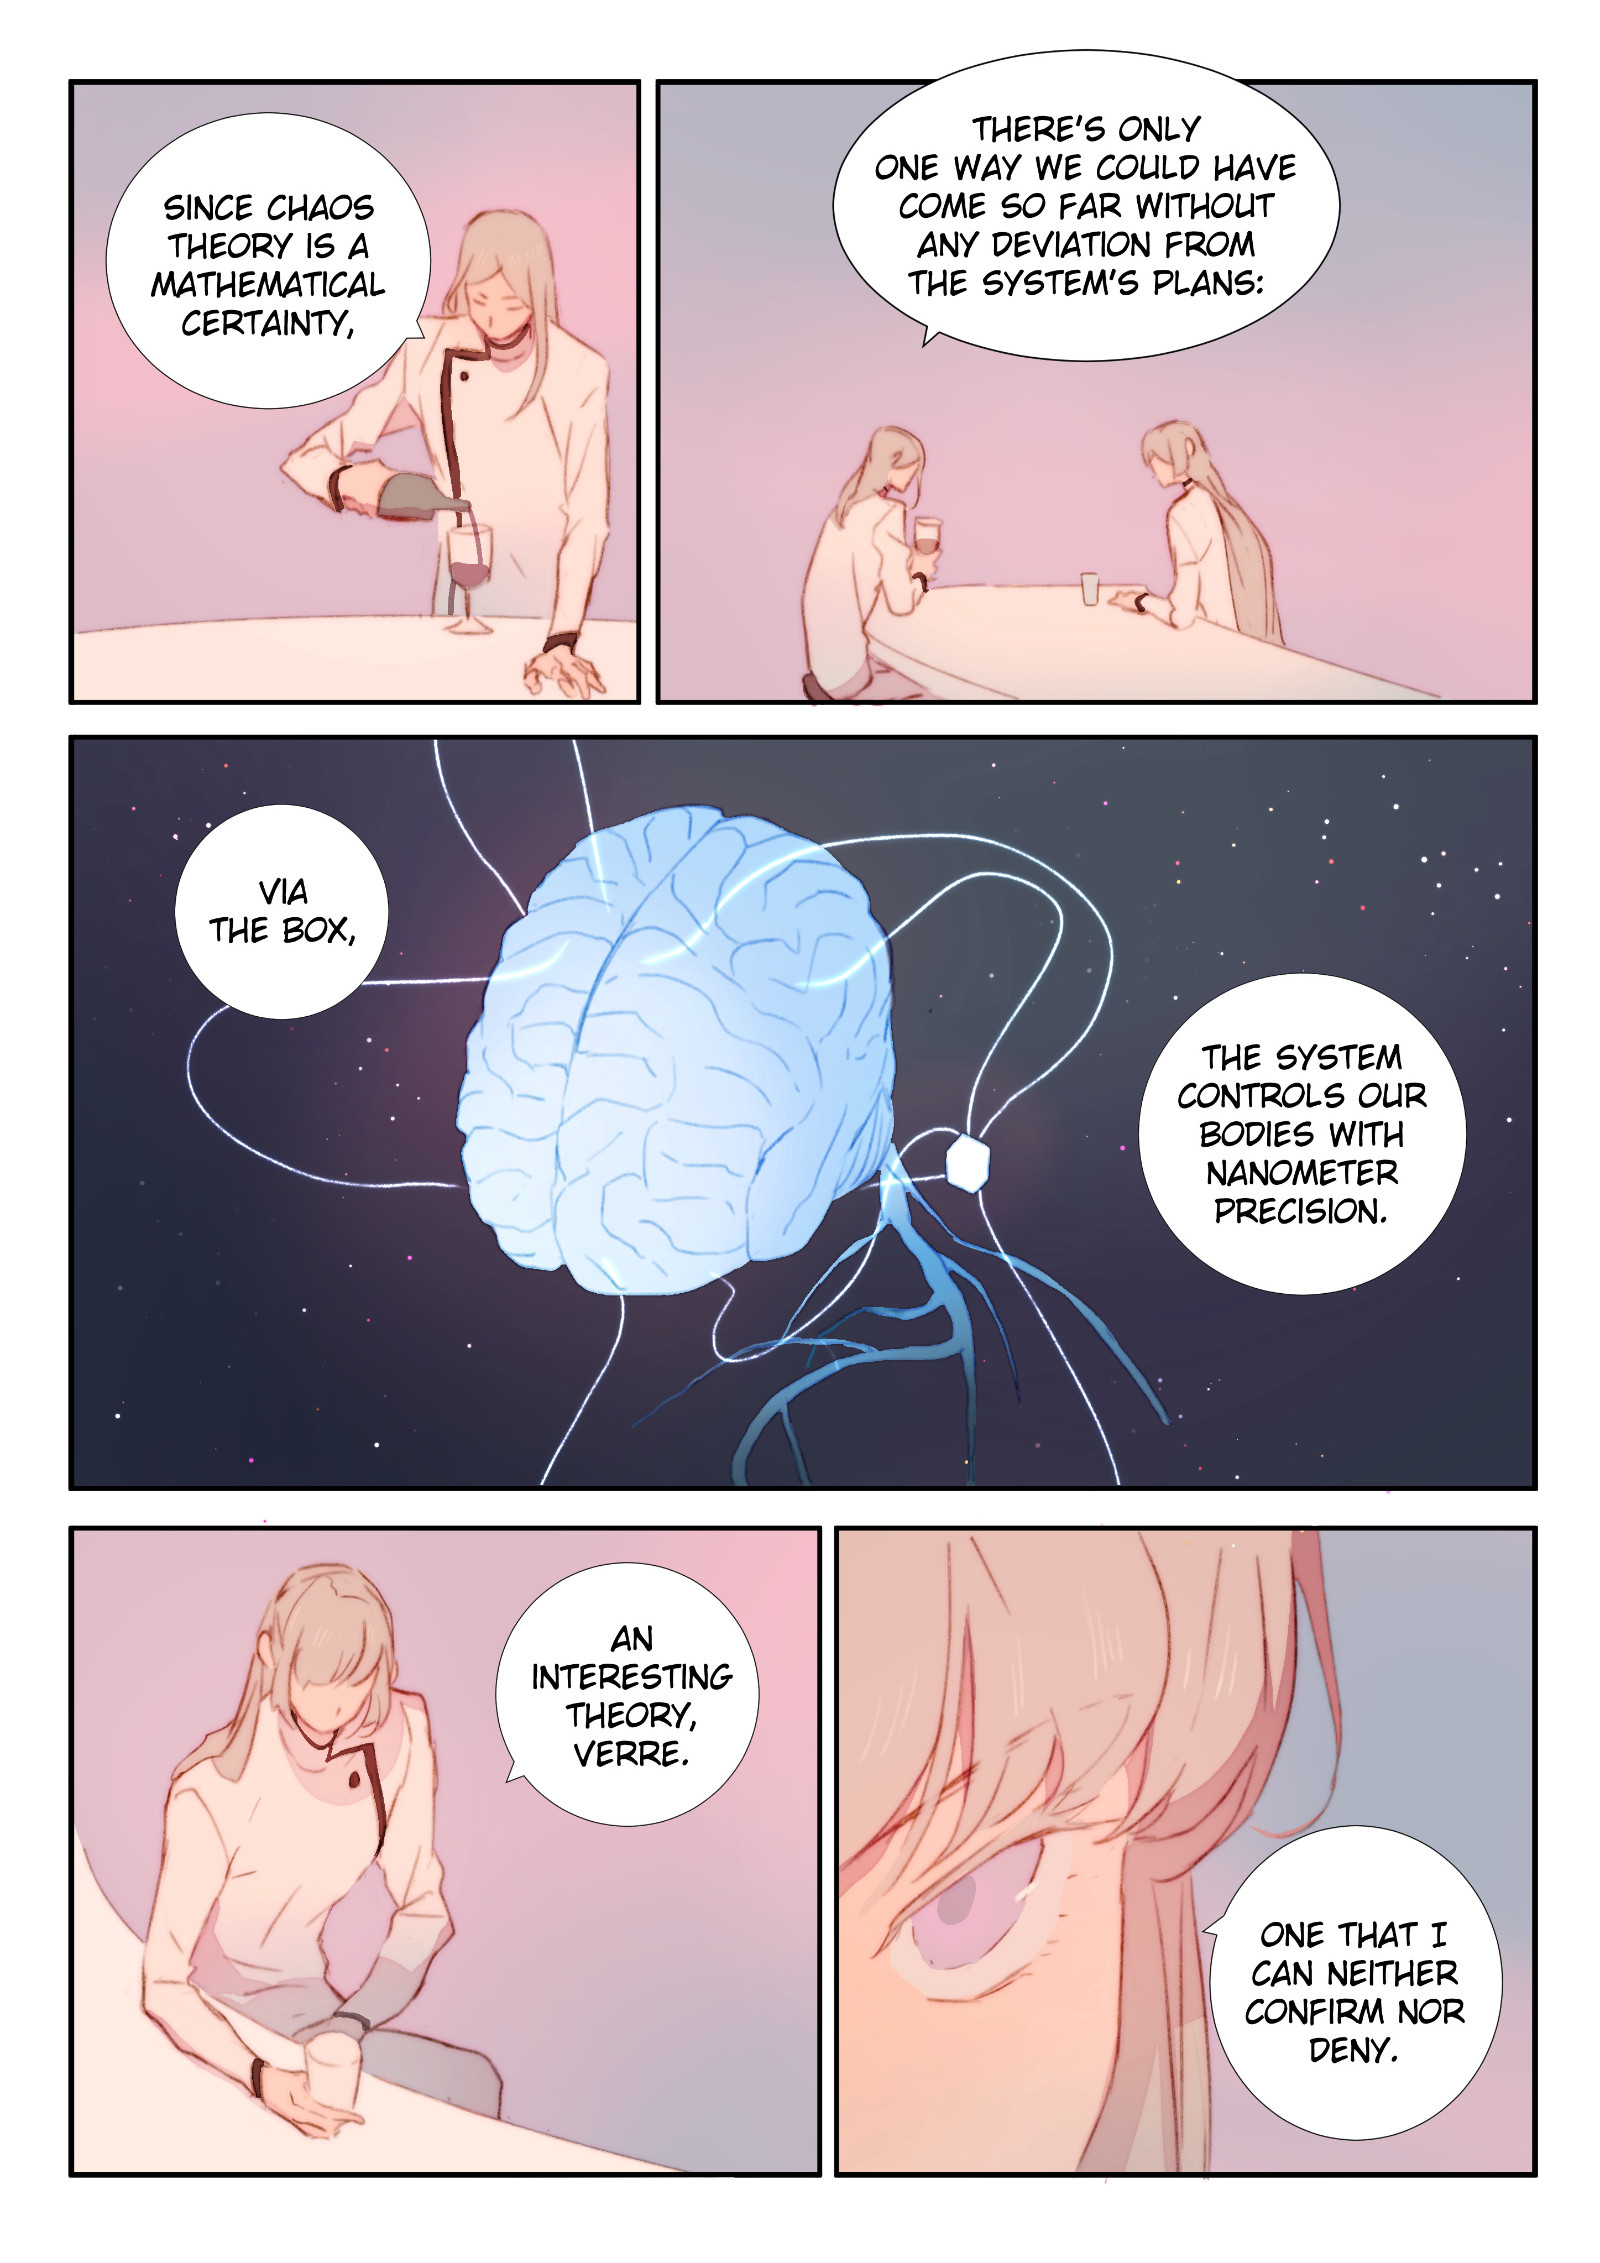 SINCE CHAOS
THEORY IS A
MATHEMATICAL
CERTAINTY,
THERE'S ONLY
ONE WAY WE COULD HAVE
COME SO FAR WITHOUT
ANY DEVIATION FROM
THE SYSTEM'S PLANS:
VIA
THE BOX,
THE SYSTEM
CONTROLS OUR
BODIES WITH
NANOMETER
PRECISION.
AN
INTERESTING
THEORY,
VERRE.
ONE THAT I
CAN NEITHER
CONFIRM NOR
DENY.